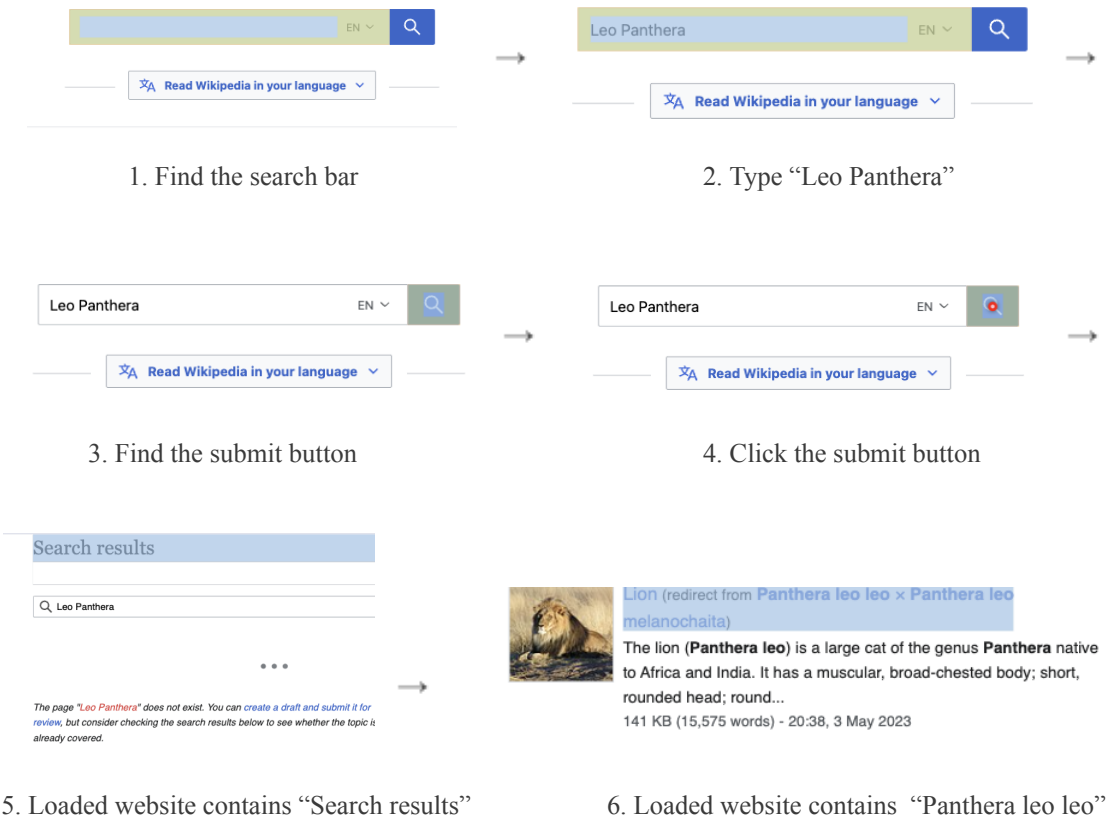 EN
Read Wikipedia in your language
1. Find the search bar
Leo Panthera EN
Read Wikipedia in your language
2. Type “Leo Panthera”
Leo Panthera EN
Read Wikipedia in your language
3. Find the submit button
Leo Panthera EN
Read Wikipedia in your language
4. Click the submit button
Search results
Leo Panthera
The page "Leo Panthera" does not exist. You can create a draft and submit it for
review, but consider checking the search results below to see whether the topic is
already covered.
5. Loaded website contains “Search results”
Lion (redirect from Panthera leo leo × Panthera leo
melanochaita)
The lion (Panthera leo) is a large cat of the genus Panthera native
to Africa and India. It has a muscular, broad-chested body; short,
rounded head; round...
141 KB (15,575 words) - 20:38, 3 May 2023
6. Loaded website contains “Panthera leo leo”